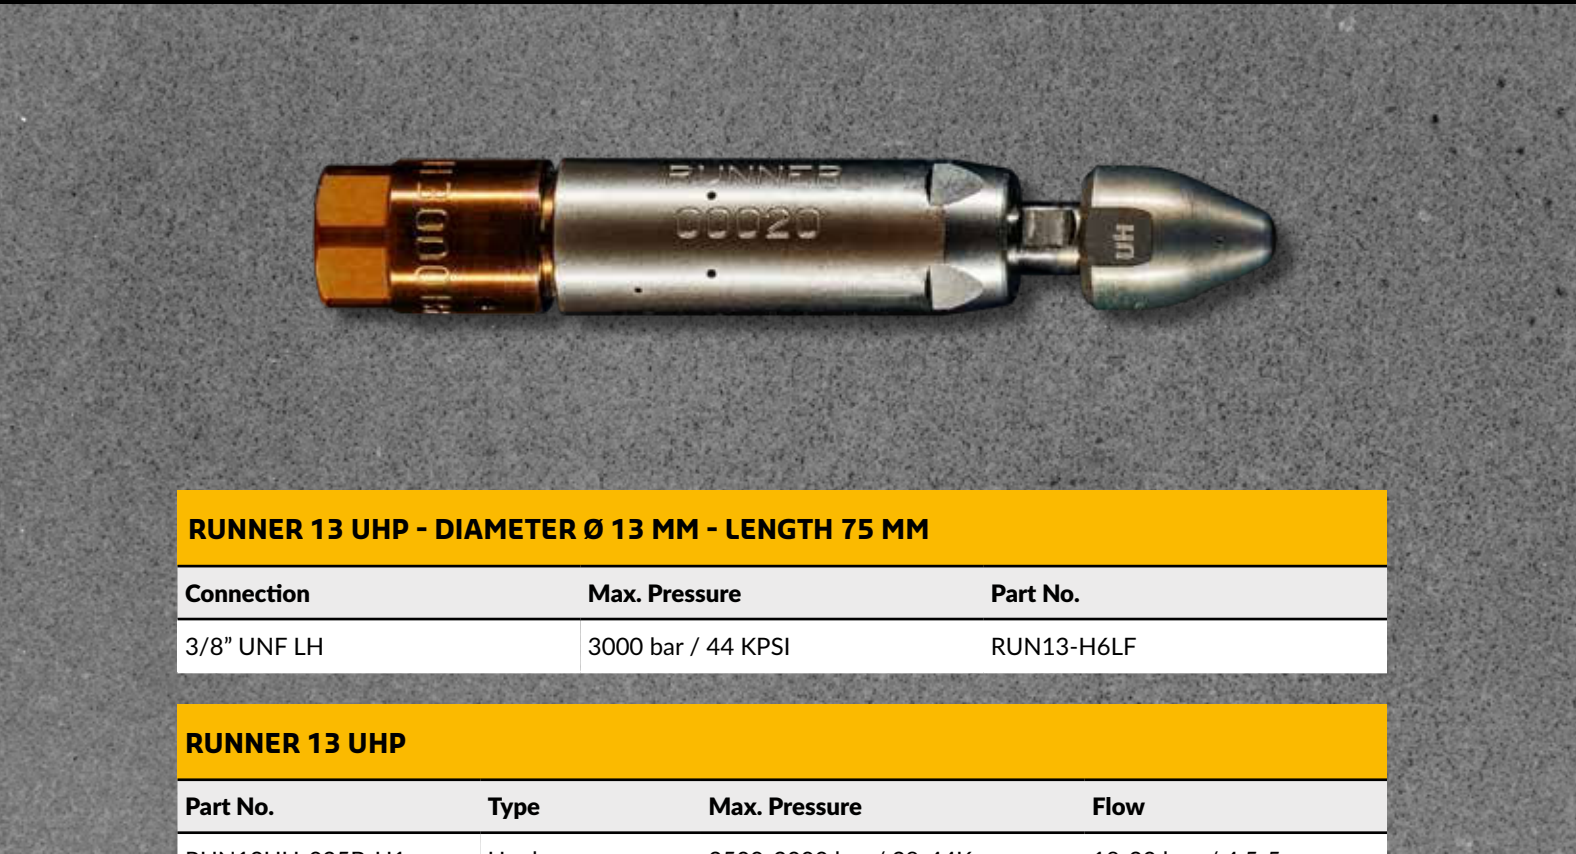 RUNNER
00020
UH
RUNNER 13 UHP - DIAMETER Ø 13 MM - LENGTH 75 MM
Connection Max. Pressure Part No.
3/8” UNF LH 3000 bar / 44 KPSI RUN13-H6LF
RUNNER 13 UHP
Part No. Type Max. Pressure Flow